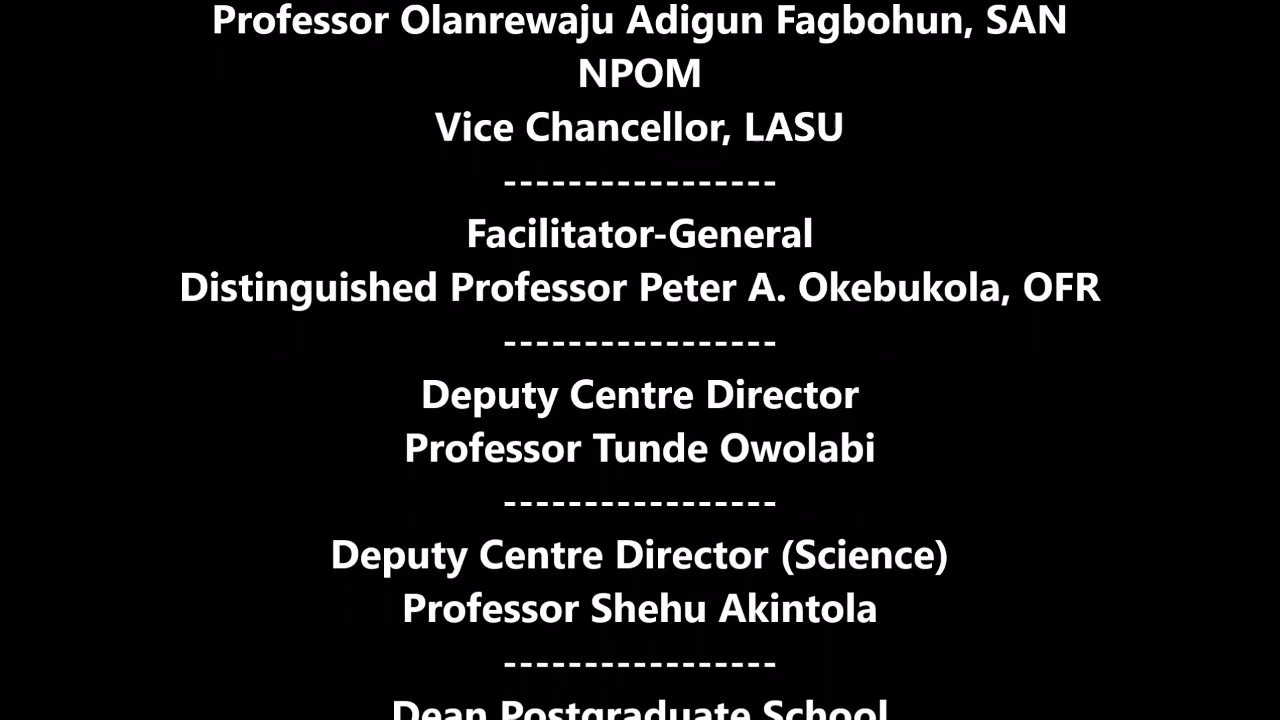 Professor Olanrewaju Adigun Fagbohun, SAN
NPOM
Vice Chancellor, LASU
-----------------
Facilitator-General
Distinguished Professor Peter A. Okebukola, OFR
-----------------
Deputy Centre Director
Professor Tunde Owolabi
-----------------
Deputy Centre Director (Science)
Professor Shehu Akintola
-----------------
Dean Postgraduate School